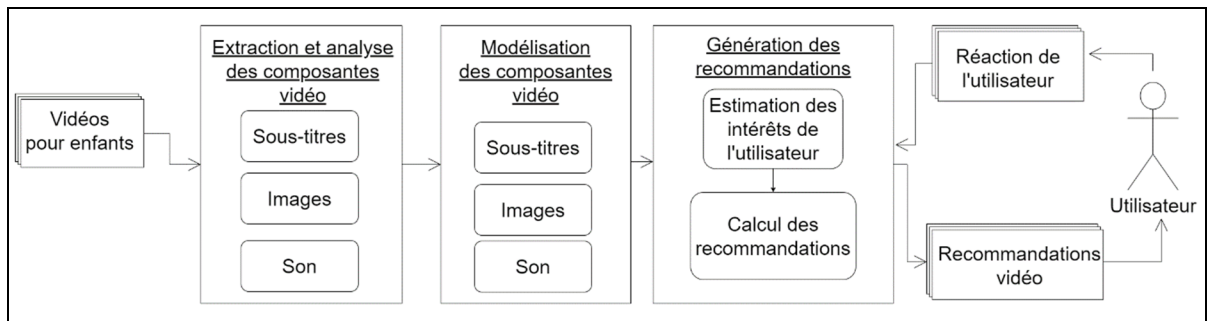 Vidéos
pour enfants
Extraction et analyse
des composantes
vidéo
Sous-titres
Images
Son
Modélisation
des composantes
vidéo
Sous-titres
Images
Son
Génération des
recommandations
Estimation des
intérêts de
l'utilisateur
Calcul des
recommandations
Réaction de
l'utilisateur
Utilisateur
Recommandations
vidéo